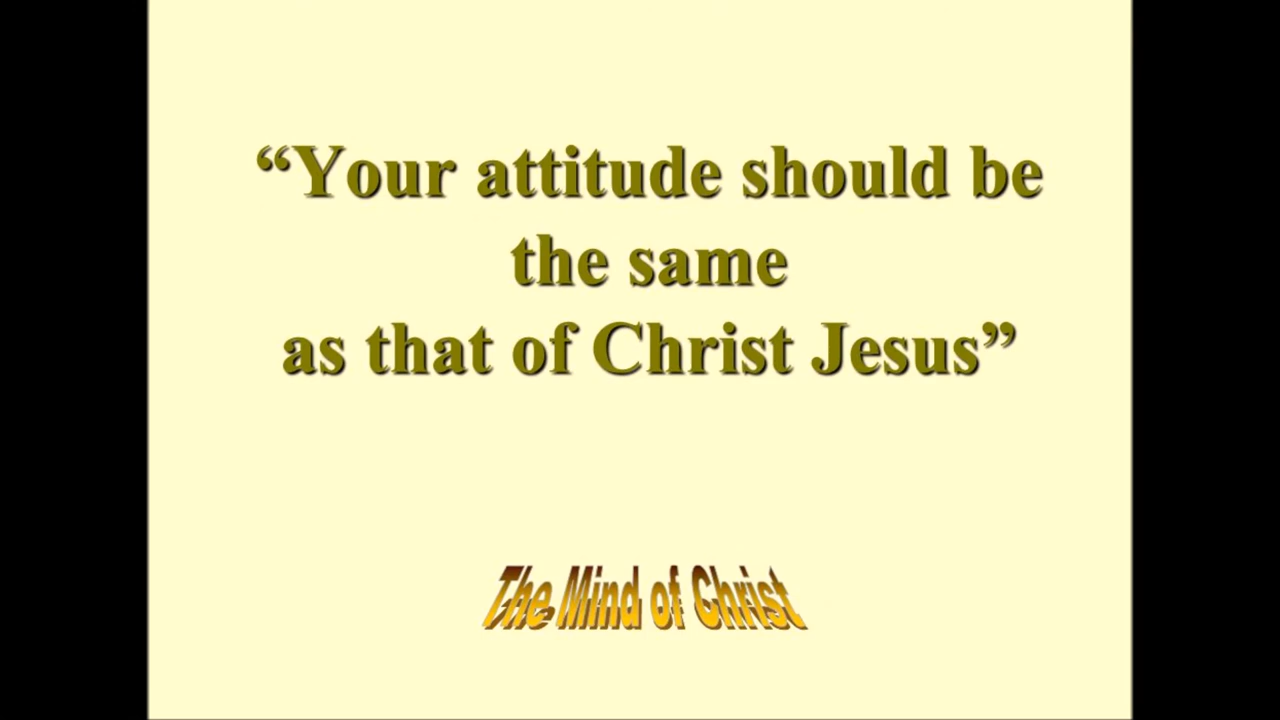 “Your attitude should be
the same
as that of Christ Jesus”
The Mind of Christ